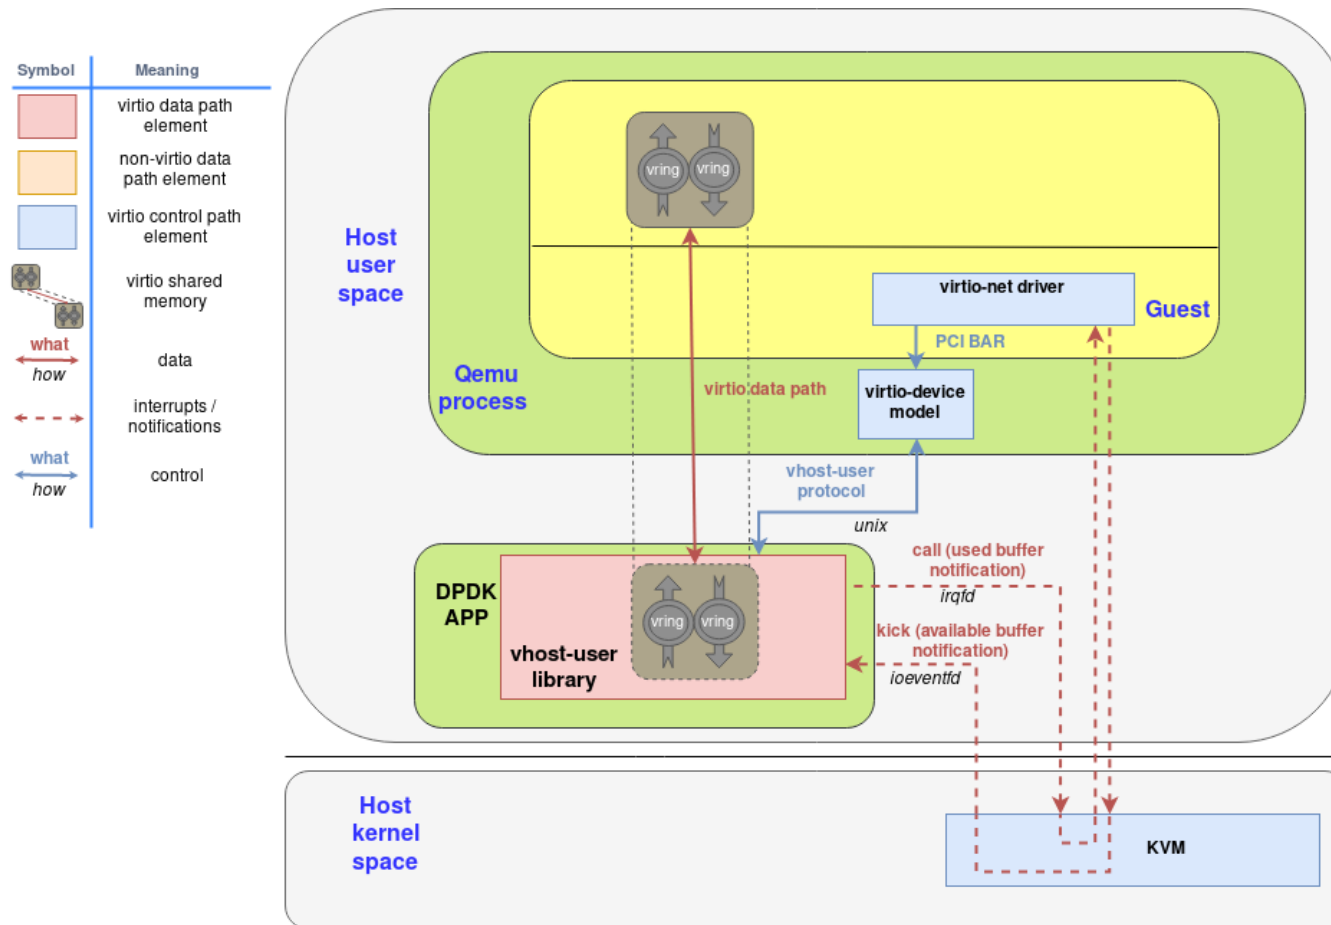 Symbol
Meaning
virtio data path
element
non-virtio data
path element
virtio control path
element
virtio shared
memory
what
how
data
interrupts /
notifications
what
how
control
Host
user
space
vring
vring
virtio-net driver
Guest
PCI BAR
Qemu
process
virtio data path
virtio-device
model
vhost-user
protocol
unix
DPDK
APP
vring
vring
vhost-user
library
call (used buffer
notification)
irqfd
kick (available buffer
notification)
ioeventfd
Host
kernel
space
KVM